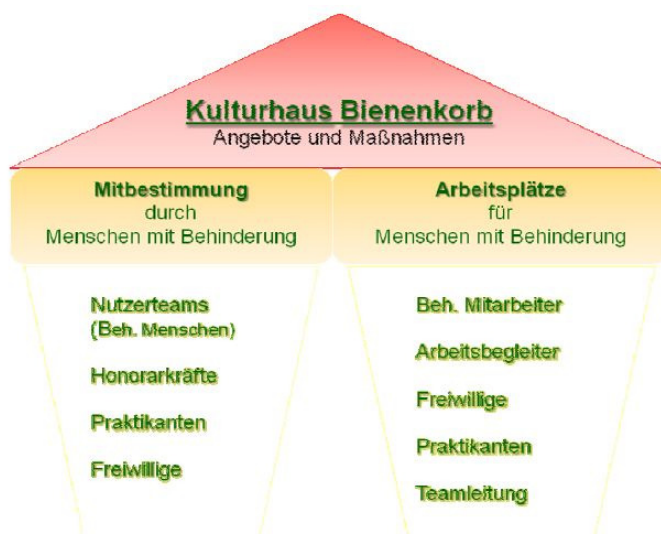 Kulturhaus Bienenkorb
Angebote und Maßnahmen
Mitbestimmung
durch
Menschen mit Behinderung
Nutzerteams
(Beh. Menschen)
Honorarkräfte
Praktikanten
Freiwillige
Arbeitsplätze
für
Menschen mit Behinderung
Beh. Mitarbeiter
Arbeitsbegleiter
Freiwillige
Praktikanten
Teamleitung